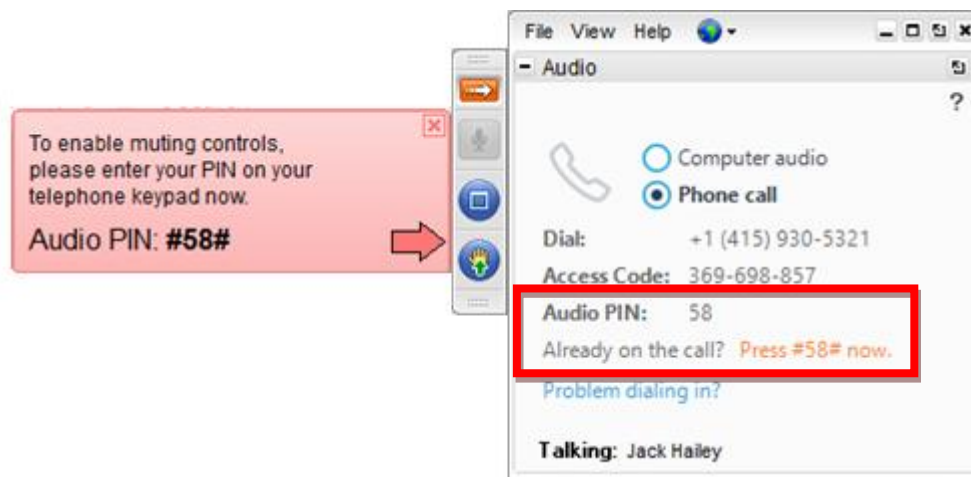 To enable muting controls,
please enter your PIN on your
telephone keypad now.
Audio PIN: #58#
File View Help
Audio
?
Computer audio
Phone call
Dial: +1 (415) 930-5321
Access Code: 369-698-857
Audio PIN: 58
Already on the call? Press #58# now.
Problem dialing in?
Talking: Jack Hailey